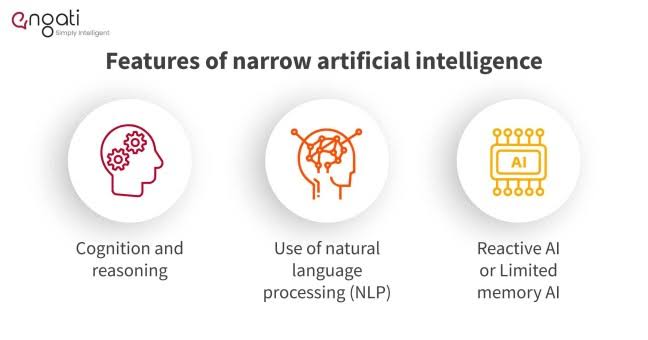 engati
Simply Intelligent
Features of narrow artificial intelligence
AI
Cognition and
reasoning
Use of natural
language
processing (NLP)
Reactive AI
or Limited
memory AI